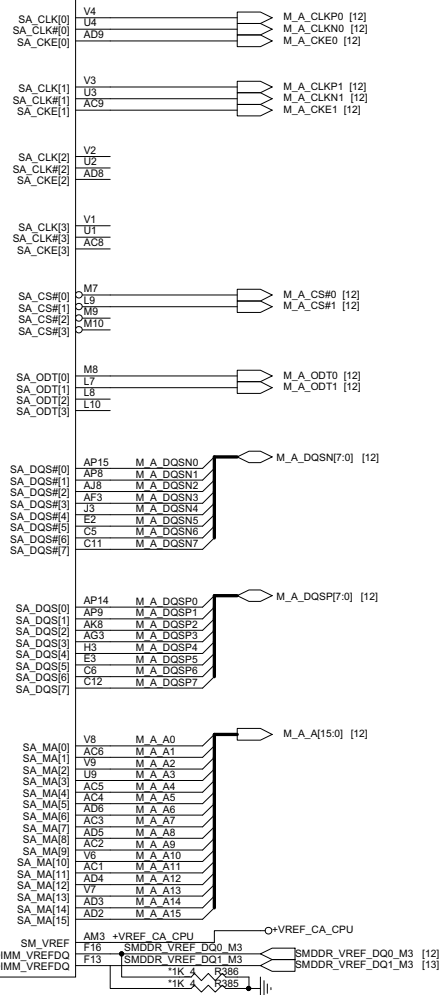 SA_CLK[0] V4 M_A_CLKP0 [12]
SA_CLK#[0] U4 M_A_CLKN0 [12]
SA_CKE[0] AD9 M_A_CKE0 [12]
SA_CLK[1] V3 M_A_CLKP1 [12]
SA_CLK#[1] U3 M_A_CLKN1 [12]
SA_CKE[1] AC9 M_A_CKE1 [12]
SA_CLK[2] V2
SA_CLK#[2] U2
SA_CKE[2] AD8
SA_CLK[3] V1
SA_CLK#[3] U1
SA_CKE[3] AC8
SA_CS#[0] M7 M_A_CS#0 [12]
SA_CS#[1] L9 M_A_CS#1 [12]
SA_CS#[2] M9
SA_CS#[3] M10
SA_ODT[0] M8 M_A_ODT0 [12]
SA_ODT[1] L7 M_A_ODT1 [12]
SA_ODT[2] L8
SA_ODT[3] L10
M_A_DQSN[7:0] [12]
SA_DQS#[0] AP15 M_A_DQSN0
SA_DQS#[1] AP8 M_A_DQSN1
SA_DQS#[2] AJ8 M_A_DQSN2
SA_DQS#[3] AF3 M_A_DQSN3
SA_DQS#[4] J3 M_A_DQSN4
SA_DQS#[5] E2 M_A_DQSN5
SA_DQS#[6] C5 M_A_DQSN6
SA_DQS#[7] C11 M_A_DQSN7
M_A_DQSP[7:0] [12]
SA_DQS[0] AP14 M_A_DQSP0
SA_DQS[1] AP9 M_A_DQSP1
SA_DQS[2] AK8 M_A_DQSP2
SA_DQS[3] AG3 M_A_DQSP3
SA_DQS[4] H3 M_A_DQSP4
SA_DQS[5] E3 M_A_DQSP5
SA_DQS[6] C6 M_A_DQSP6
SA_DQS[7] C12 M_A_DQSP7
M_A_A[15:0] [12]
SA_MA[0] V8 M_A_A0
SA_MA[1] AC6 M_A_A1
SA_MA[2] V9 M_A_A2
SA_MA[3] U9 M_A_A3
SA_MA[4] AC5 M_A_A4
SA_MA[5] AC4 M_A_A5
SA_MA[6] AD6 M_A_A6
SA_MA[7] AC3 M_A_A7
SA_MA[8] AD5 M_A_A8
SA_MA[9] AC2 M_A_A9
SA_MA[10] V6 M_A_A10
SA_MA[11] AC1 M_A_A11
SA_MA[12] AD4 M_A_A12
SA_MA[13] V7 M_A_A13
SA_MA[14] AD3 M_A_A14
SA_MA[15] AD2 M_A_A15
+VREF_CA_CPU
SM_VREF AM3 +VREF_CA_CPU
IMM_VREFDQ F16 SMDDR_VREF_DQ0_M3 SMDDR_VREF_DQ0_M3 [12]
IMM_VREFDQ F13 SMDDR_VREF_DQ1_M3 SMDDR_VREF_DQ1_M3 [13]
*1K_4 R386
*1K_4 R385